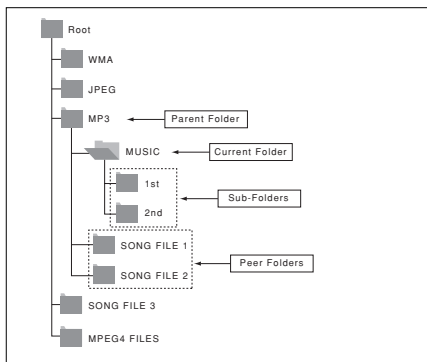 Root
WMA
JPEG
MP3
Parent Folder
MUSIC
Current Folder
1st
Sub-Folders
2nd
SONG FILE 1
Peer Folders
SONG FILE 2
SONG FILE 3
MPEG4 FILES